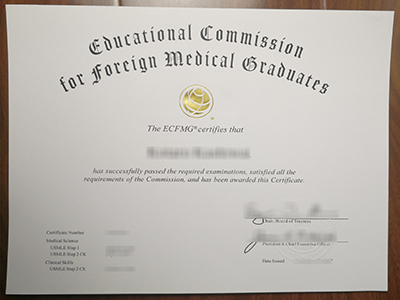 Educational Commission
for Foreign Medical Graduates
The ECFMG® certifies that
has successfully passed the required examinations, satisfied all the
requirements of the Commission, and has been awarded this Certificate.
Chair, Board of Trustees
President & Chief Executive Officer
Certificate Number
Medical Science
USMLE Step 1
USMLE Step 2 CK
Clinical Skills
USMLE Step 2 CK
Date Issued